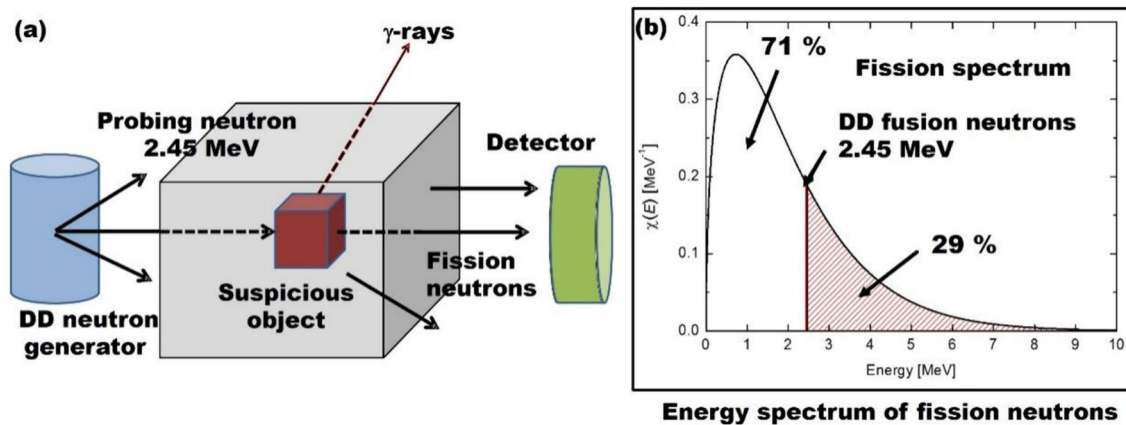 (a)
γ-rays
Probing neutron
2.45 MeV
Detector
Suspicious
object
Fission
neutrons
DD neutron
generator
(b)
71 %
Fission spectrum
DD fusion neutrons
2.45 MeV
29 %
χ(E) [MeV⁻¹]
0.4
0.3
0.2
0.1
0.0
0 1 2 3 4 5 6 7 8 9 10
Energy [MeV]
Energy spectrum of fission neutrons